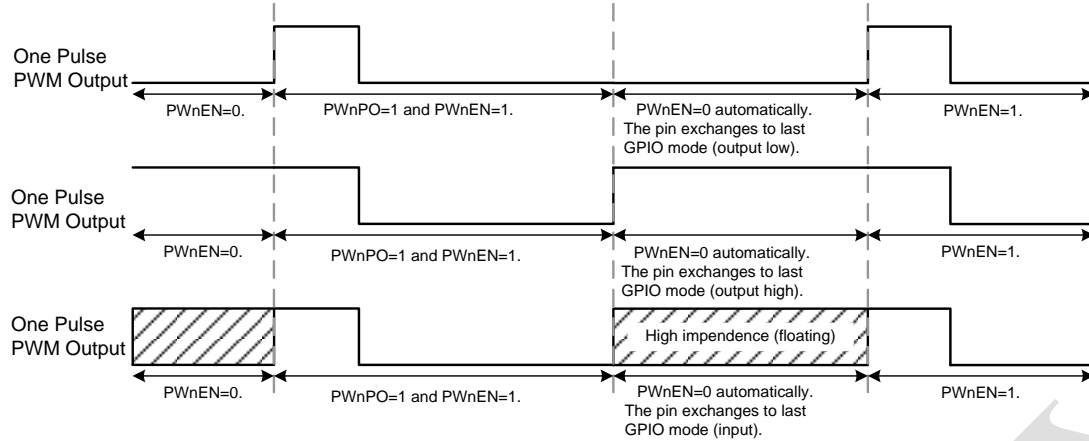 One Pulse
PWM Output
PWnEN=0.
PWnPO=1 and PWnEN=1.
PWnEN=0 automatically.
The pin exchanges to last
GPIO mode (output low).
PWnEN=1.
One Pulse
PWM Output
PWnEN=0.
PWnPO=1 and PWnEN=1.
PWnEN=0 automatically.
The pin exchanges to last
GPIO mode (output high).
PWnEN=1.
One Pulse
PWM Output
High impendence (floating)
PWnEN=0.
PWnPO=1 and PWnEN=1.
PWnEN=0 automatically.
The pin exchanges to last
GPIO mode (input).
PWnEN=1.